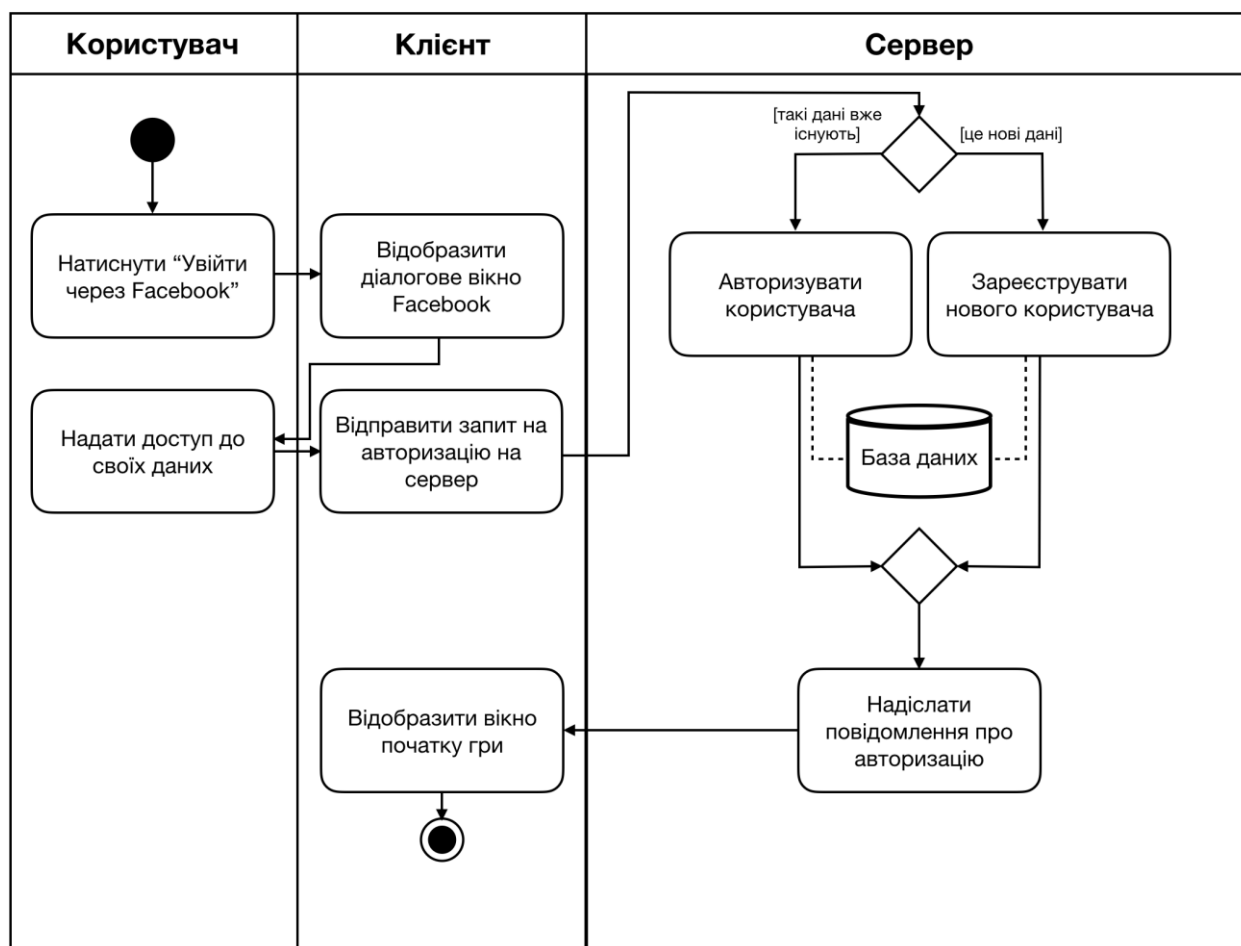 Користувач
Клієнт
Сервер
[такі дані вже
існують]
[це нові дані]
Натиснути “Увійти
через Facebook”
Відобразити
діалогове вікно
Facebook
Авторизувати
користувача
Зареєструвати
нового користувача
Надати доступ до
своїх даних
Відправити запит на
авторизацію на
сервер
База даних
Відобразити вікно
початку гри
Надіслати
повідомлення про
авторизацію